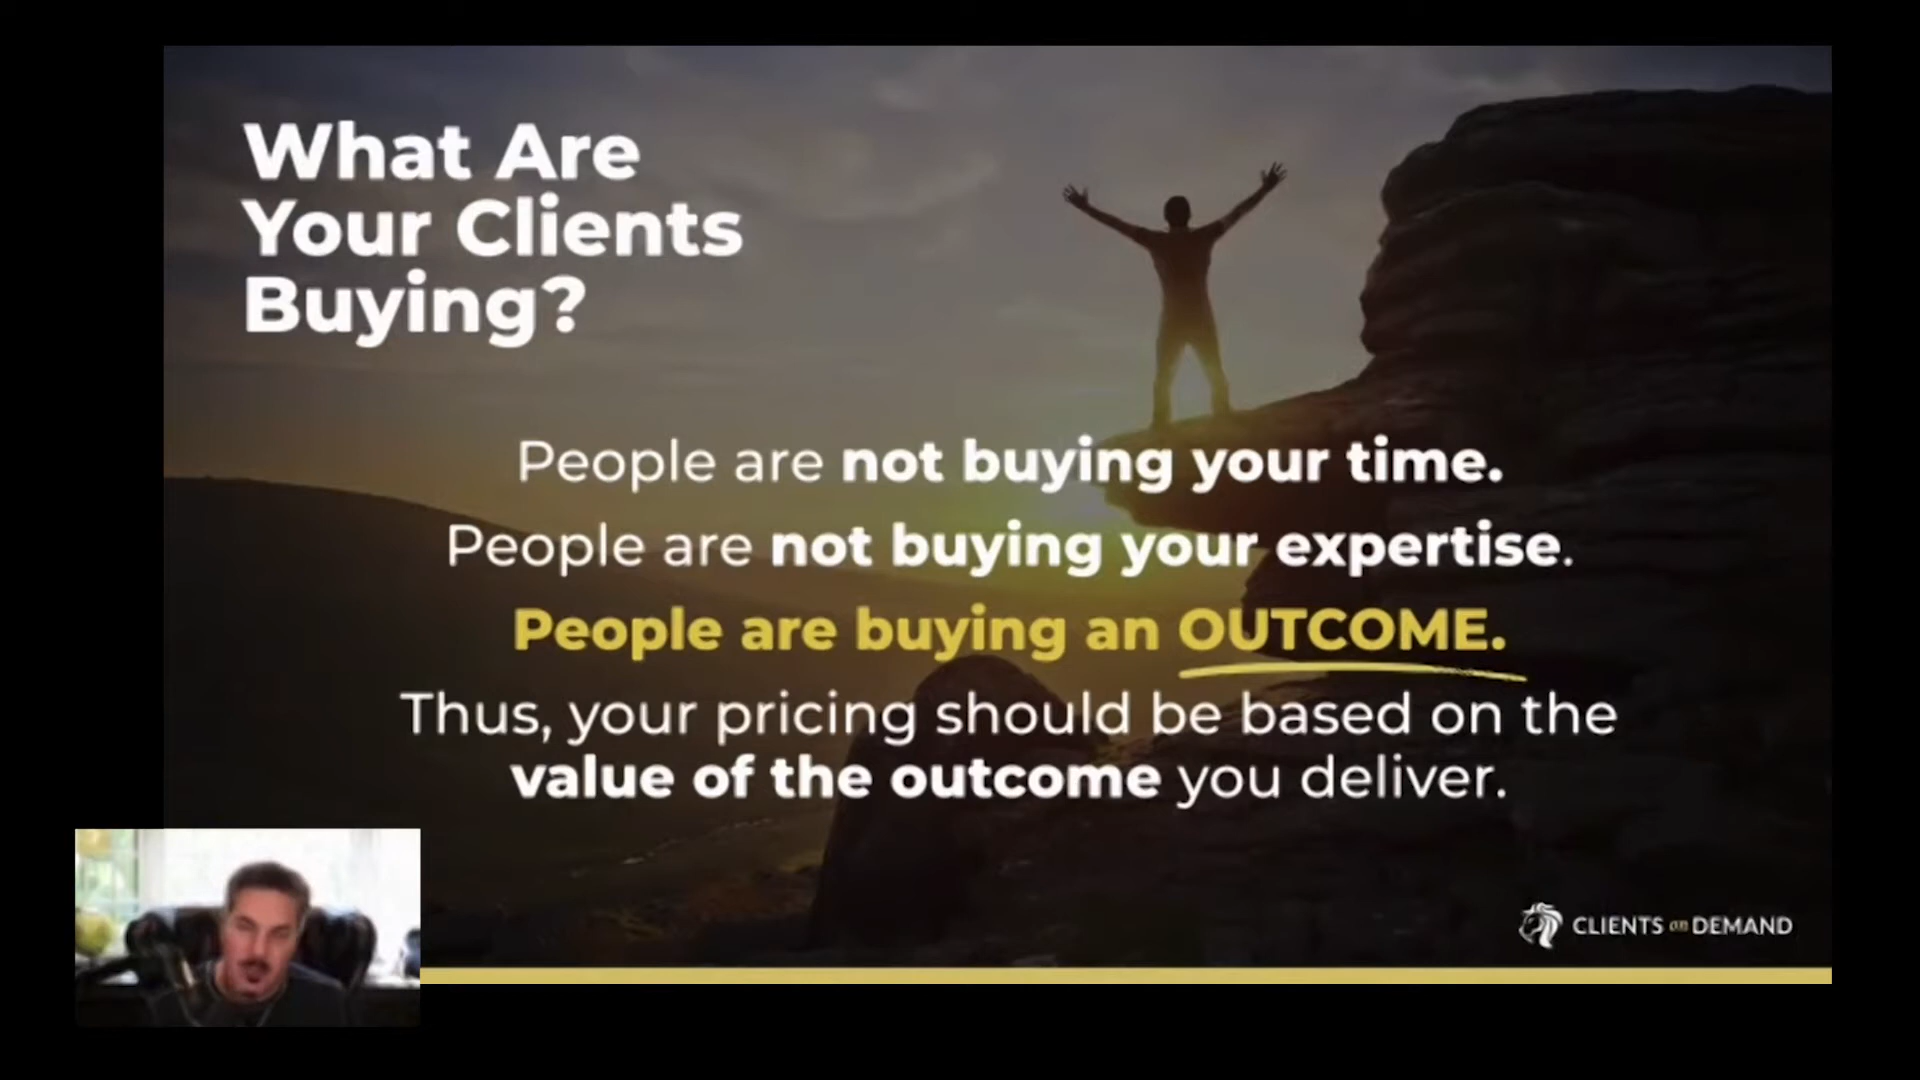 What Are
Your Clients
Buying?
People are not buying your time.
People are not buying your expertise.
People are buying an OUTCOME.
Thus, your pricing should be based on the
value of the outcome you deliver.
CLIENTS on DEMAND